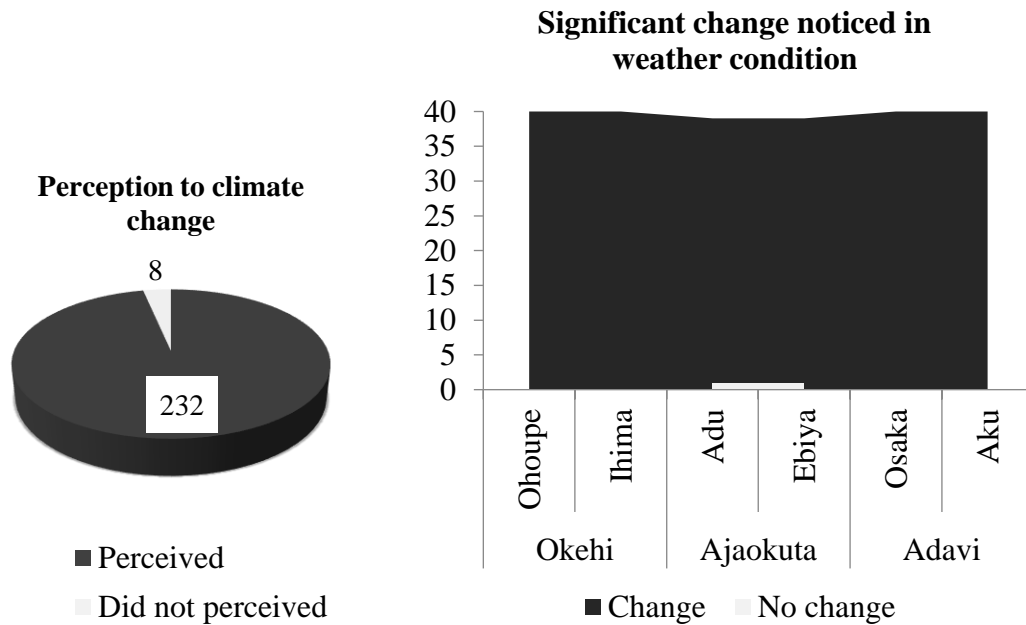 Perception to climate
change
8
232
Perceived
Did not perceived
Significant change noticed in
weather condition
40
35
30
25
20
15
10
5
0
Ohoupe
Ihima
Adu
Ebiya
Osaka
Aku
Okehi
Ajaokuta
Adavi
Change
No change